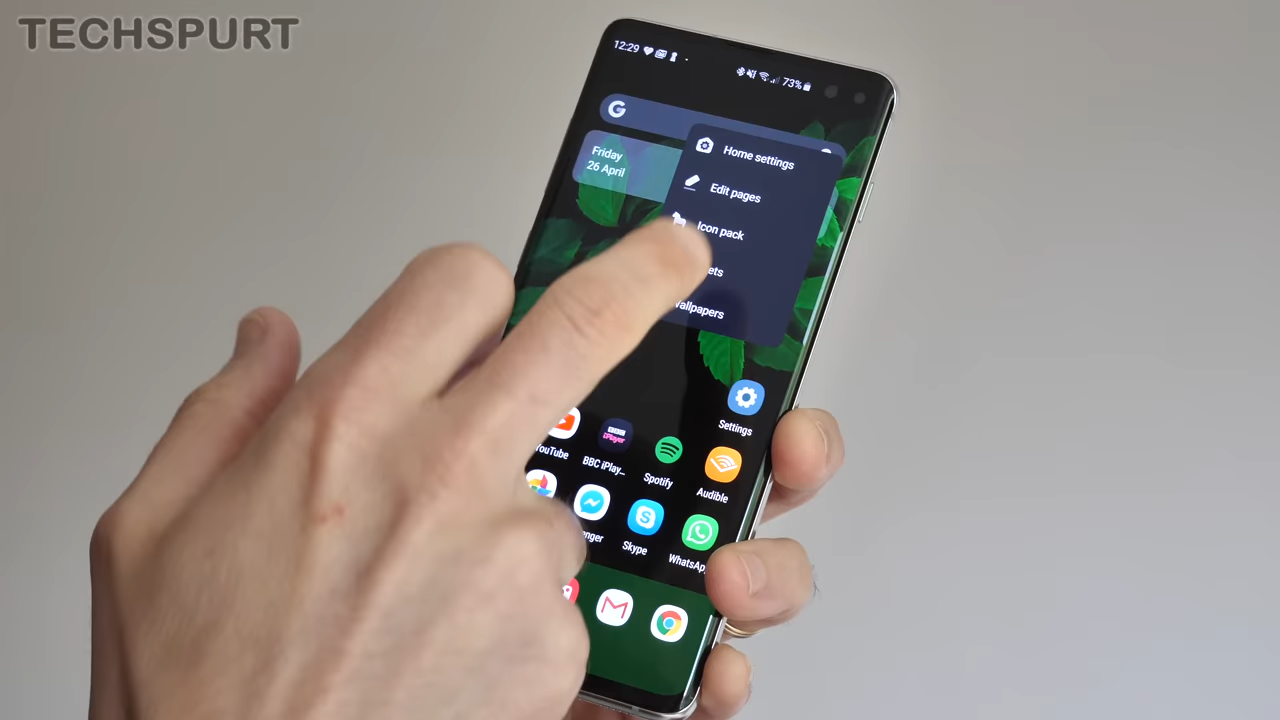 TECHSPURT
12:29
73%
G
Friday
26 April
Home settings
Edit pages
Icon pack
ets
Wallpapers
Settings
YouTube
BBC iPlay...
Spotify
Audible
nger
Skype
WhatsAp